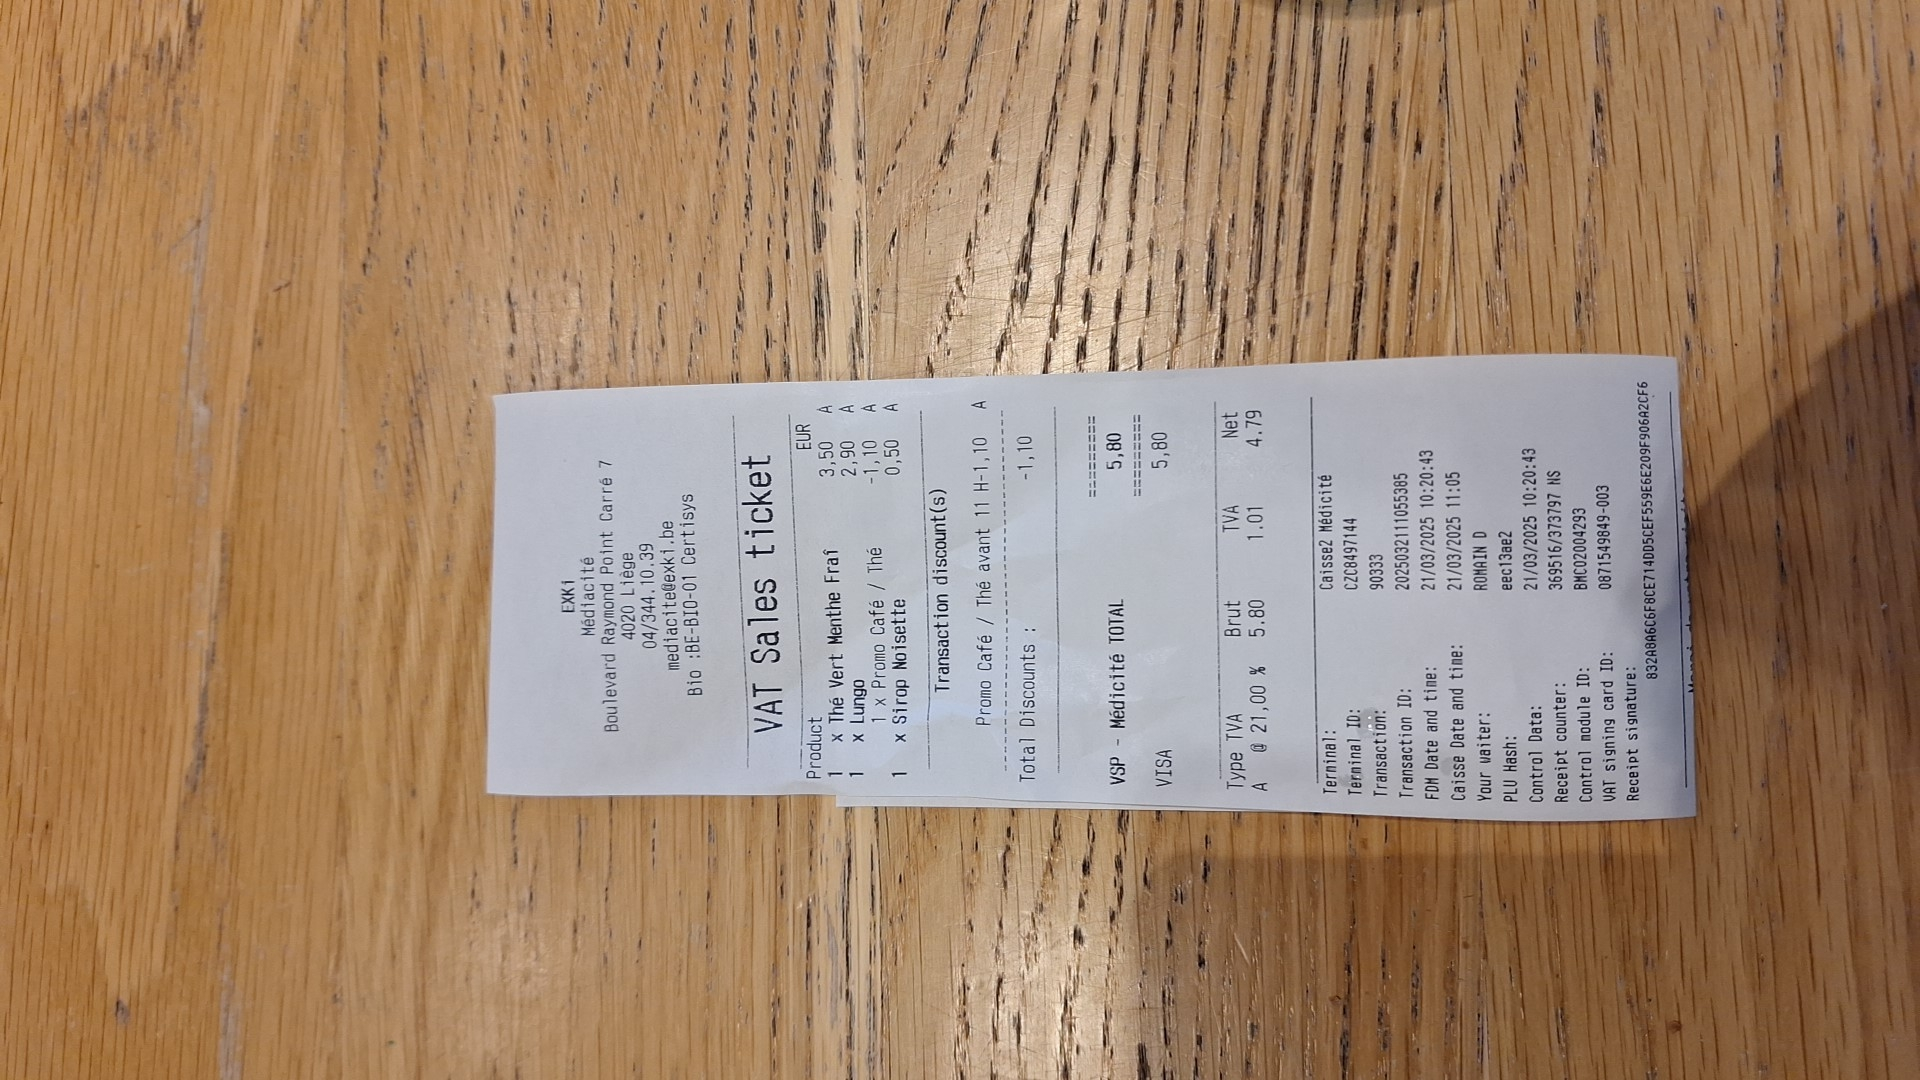 EXKi
Médiacité
Boulevard Raymond Point Carré 7
4020 Liège
04/344.10.39
mediacite@exki.be
Bio :BE-BIO-01 Certisys
VAT Sales ticket
Product EUR
1 x Thé Vert Menthe Fraî 3,50 A
1 x Lungo 2,90 A
1 x Promo Café / Thé -1,10 A
1 x Sirop Noisette 0,50 A
Transaction discount(s)
Promo Café / Thé avant 11 H-1,10 A
Total Discounts : -1,10
========
VSP - Médicité TOTAL 5,80
========
VISA 5,80
Type TVA Brut TVA Net
A @ 21,00 % 5.80 1.01 4.79
Terminal: Caisse2 Médicité
Terminal ID: CZC8497144
Transaction: 90333
Transaction ID: 20250321110553​85
FDM Date and time: 21/03/2025 10:20:43
Caisse Date and time: 21/03/2025 11:05
Your waiter: ROMAIN D
PLU Hash: eec13ae2
Control Data: 21/03/2025 10:20:43
Receipt counter: 369516/373797 NS
Control module ID: BMC02004293
VAT signing card ID: 0871549849-003
Receipt signature:
832A8A6C6F8CE714DD5CEF559E6E209F906A2CF6